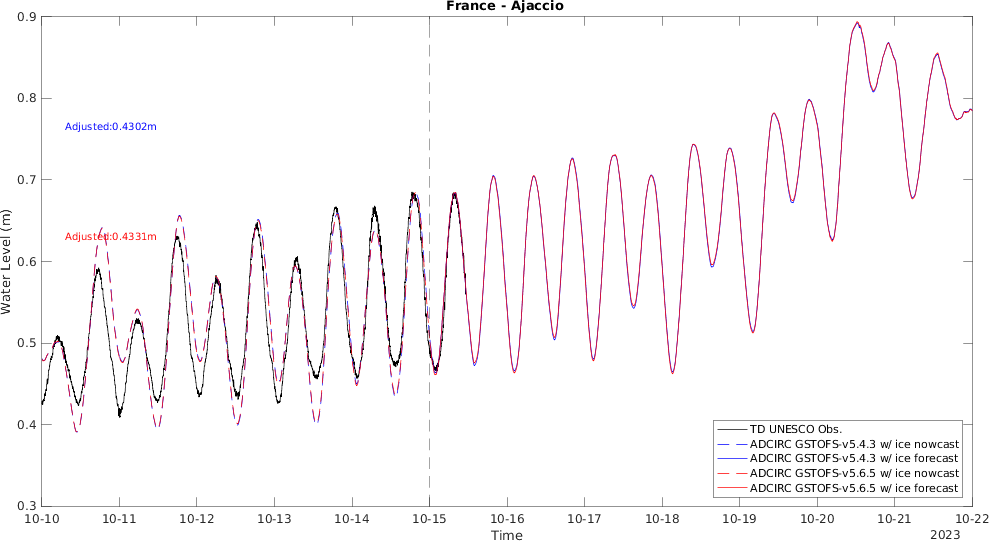 France - Ajaccio
0.9
0.8
0.7
0.6
0.5
0.4
0.3
Water Level (m)
Adjusted:0.4302m
Adjusted:0.4331m
TD UNESCO Obs.
ADCIRC GSTOFS-v5.4.3 w/ ice nowcast
ADCIRC GSTOFS-v5.4.3 w/ ice forecast
ADCIRC GSTOFS-v5.6.5 w/ ice nowcast
ADCIRC GSTOFS-v5.6.5 w/ ice forecast
10-10 10-11 10-12 10-13 10-14 10-15 10-16 10-17 10-18 10-19 10-20 10-21 10-22
Time
2023